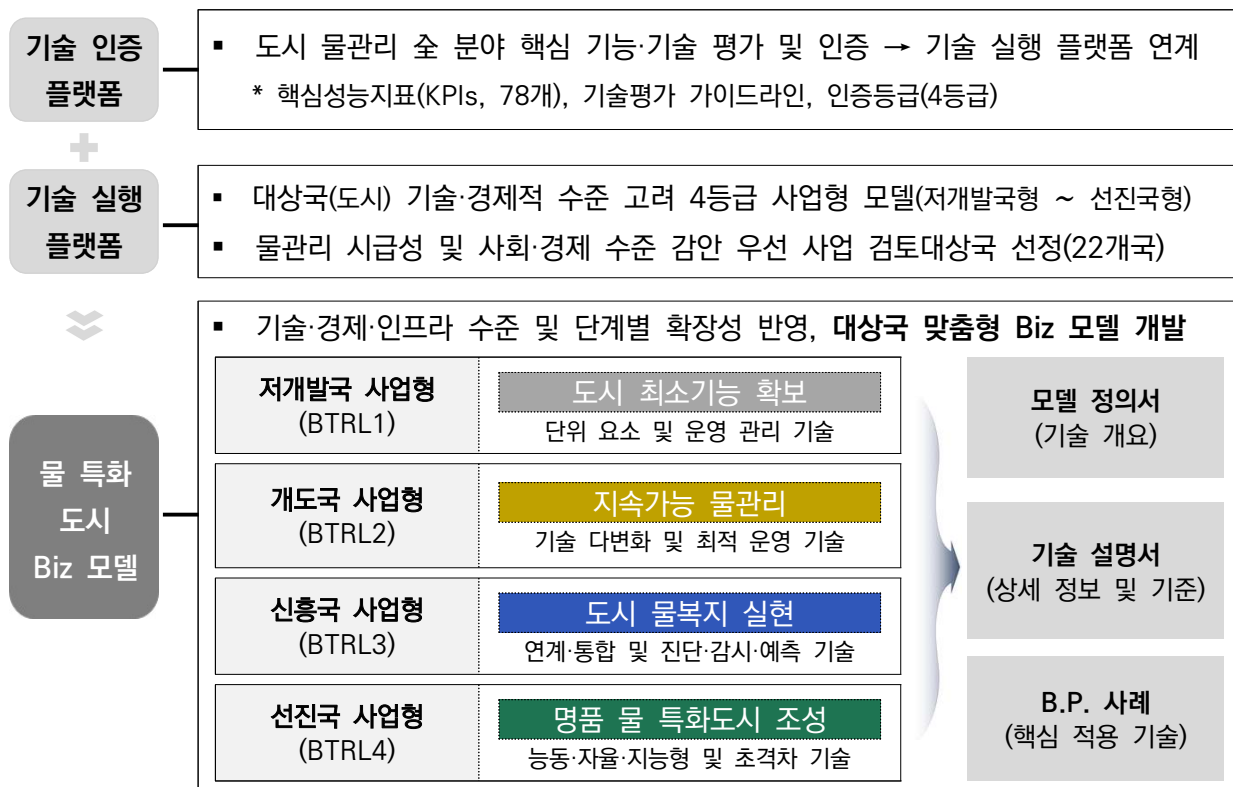 기술 인증
플랫폼
▪ 도시 물관리 全 분야 핵심 기능·기술 평가 및 인증 → 기술 실행 플랫폼 연계
* 핵심성능지표(KPIs, 78개), 기술평가 가이드라인, 인증등급(4등급)
기술 실행
플랫폼
▪ 대상국(도시) 기술·경제적 수준 고려 4등급 사업형 모델(저개발국형 ~ 선진국형)
▪ 물관리 시급성 및 사회·경제 수준 감안 우선 사업 검토대상국 선정(22개국)
물 특화
도시
Biz 모델
▪ 기술·경제·인프라 수준 및 단계별 확장성 반영, 대상국 맞춤형 Biz 모델 개발
저개발국 사업형
(BTRL1)
도시 최소기능 확보
단위 요소 및 운영 관리 기술
개도국 사업형
(BTRL2)
지속가능 물관리
기술 다변화 및 최적 운영 기술
신흥국 사업형
(BTRL3)
도시 물복지 실현
연계·통합 및 진단·감시·예측 기술
선진국 사업형
(BTRL4)
명품 물 특화도시 조성
능동·자율·지능형 및 초격차 기술
모델 정의서
(기술 개요)
기술 설명서
(상세 정보 및 기준)
B.P. 사례
(핵심 적용 기술)